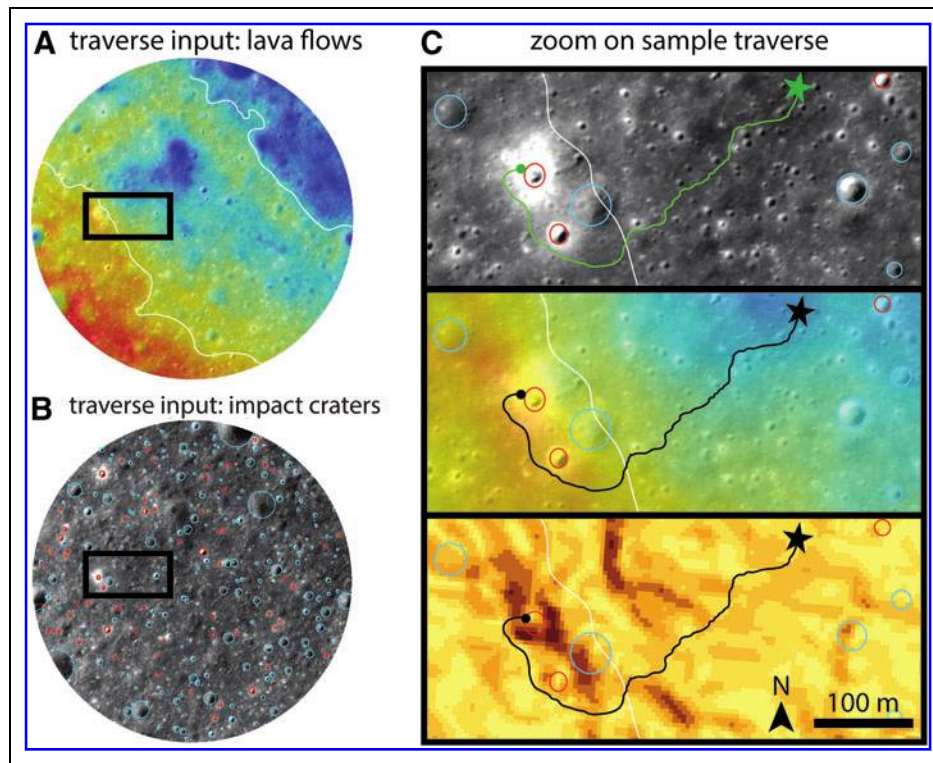 A traverse input: lava flows
B traverse input: impact craters
C zoom on sample traverse
N
100 m